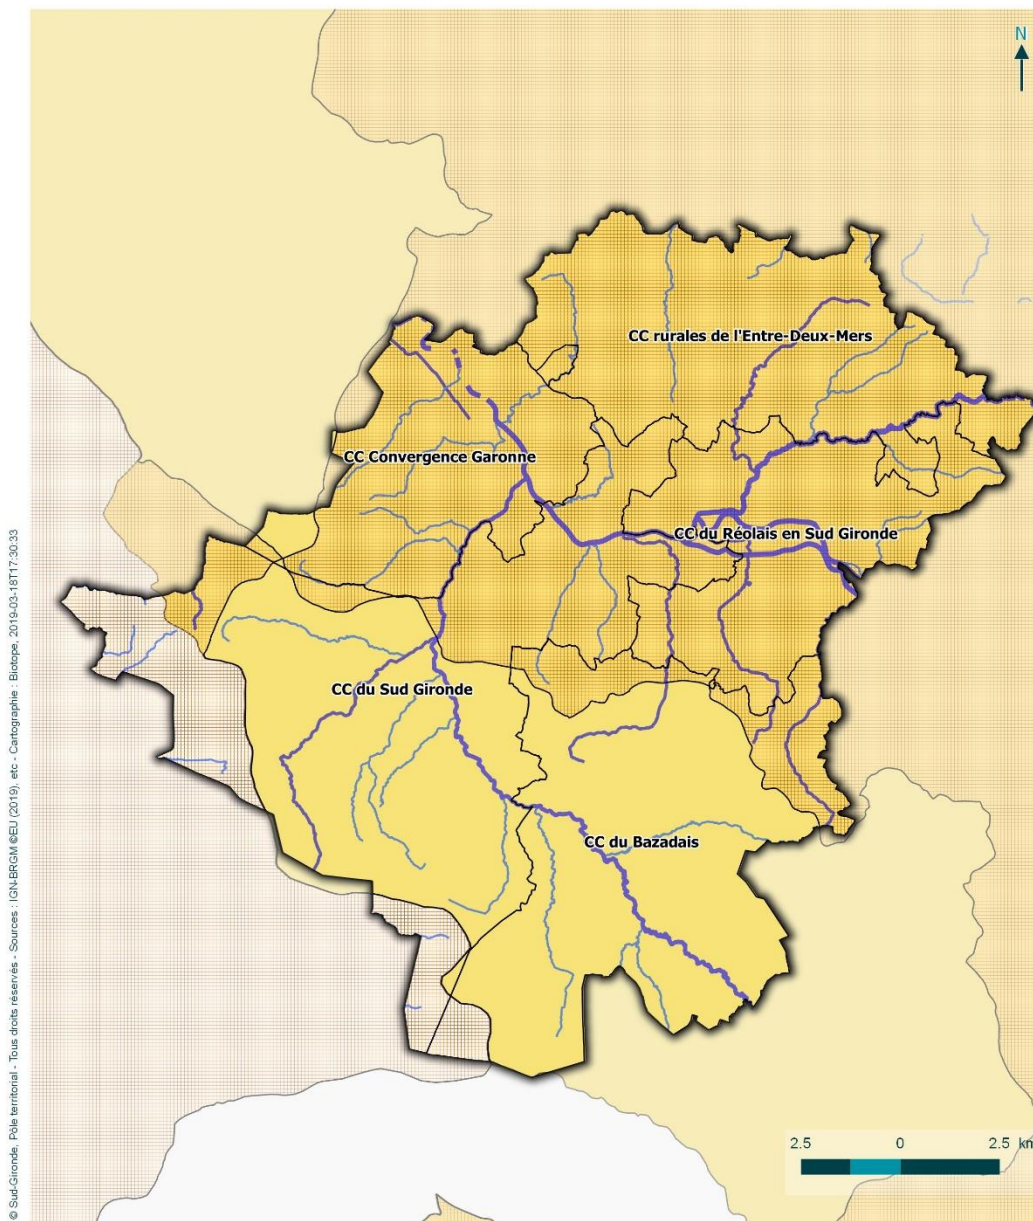 N
CC rurales de l'Entre-Deux-Mers
CC Convergence Garonne
CC du Réolais en Sud Gironde
CC du Sud Gironde
CC du Bazadais
2.5 0 2.5 km
© Sud-Gironde, Pôle territorial - Tous droits réservés - Sources : IGN-BRGM ©EU (2019), etc - Cartographie : Biotope, 2019-03-18T17:30:33